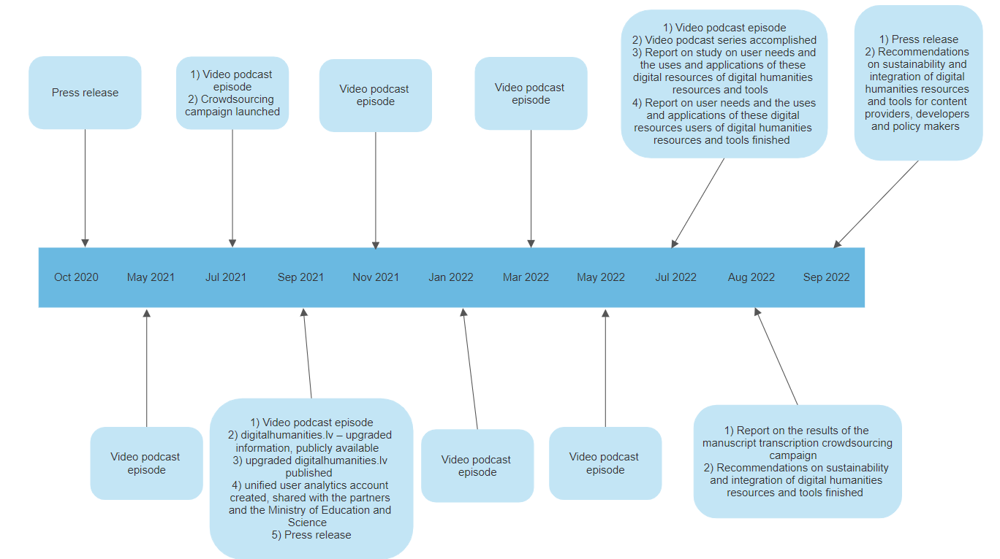 Press release
1) Video podcast
episode
2) Crowdsourcing
campaign launched
Video podcast
episode
Video podcast
episode
1) Video podcast episode
2) Video podcast series accomplished
3) Report on study on user needs and
the uses and applications of these
digital resources of digital humanities
resources and tools
4) Report on user needs and the uses
and applications of these digital
resources users of digital humanities
resources and tools finished
1) Press release
2) Recommendations
on sustainability and
integration of digital
humanities resources
and tools for content
providers, developers
and policy makers
Oct 2020 May 2021 Jul 2021 Sep 2021 Nov 2021 Jan 2022 Mar 2022 May 2022 Jul 2022 Aug 2022 Sep 2022
Video podcast
episode
1) Video podcast episode
2) digitalhumanities.lv – upgraded
information, publicly available
3) upgraded digitalhumanities.lv
published
4) unified user analytics account
created, shared with the partners
and the Ministry of Education and
Science
5) Press release
Video podcast
episode
Video podcast
episode
1) Report on the results of the
manuscript transcription crowdsourcing
campaign
2) Recommendations on sustainability
and integration of digital humanities
resources and tools finished